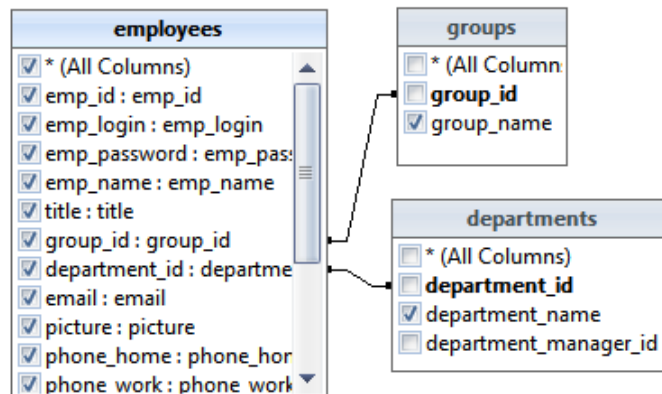 employees
* (All Columns)
emp_id : emp_id
emp_login : emp_login
emp_password : emp_pass
emp_name : emp_name
title : title
group_id : group_id
department_id : departme
email : email
picture : picture
phone_home : phone_hor
phone_work : phone_work
groups
* (All Column
group_id
group_name
departments
* (All Columns)
department_id
department_name
department_manager_id